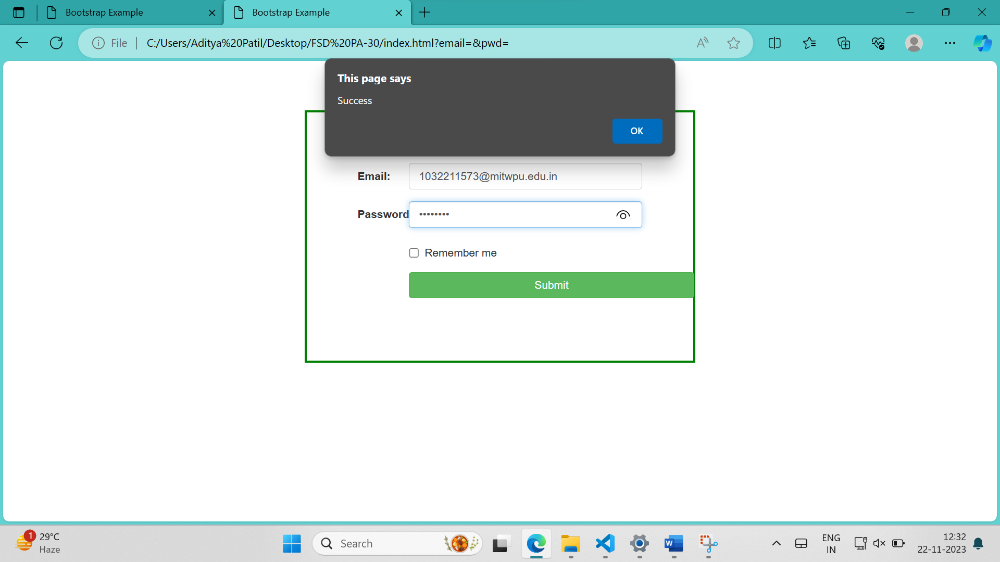 Bootstrap Example
Bootstrap Example
File
C:/Users/Aditya%20Patil/Desktop/FSD%20PA-30/index.html?email=&pwd=
This page says
Success
OK
Email:
1032211573@mitwpu.edu.in
Password
Remember me
Submit
1
29°C
Haze
Search
W
ENG
IN
12:32
22-11-2023